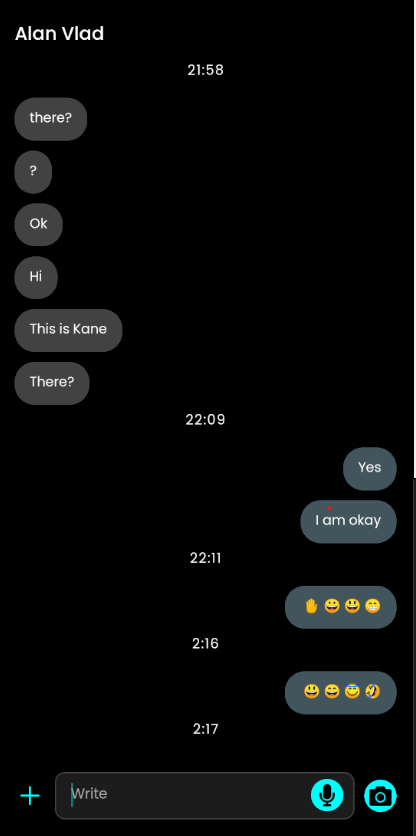 Alan Vlad
21:58
there?
?
Ok
Hi
This is Kane
There?
22:09
Yes
I am okay
22:11
✋ 😀 😃 😁
2:16
😃 😄 😇 🤣
2:17
Write